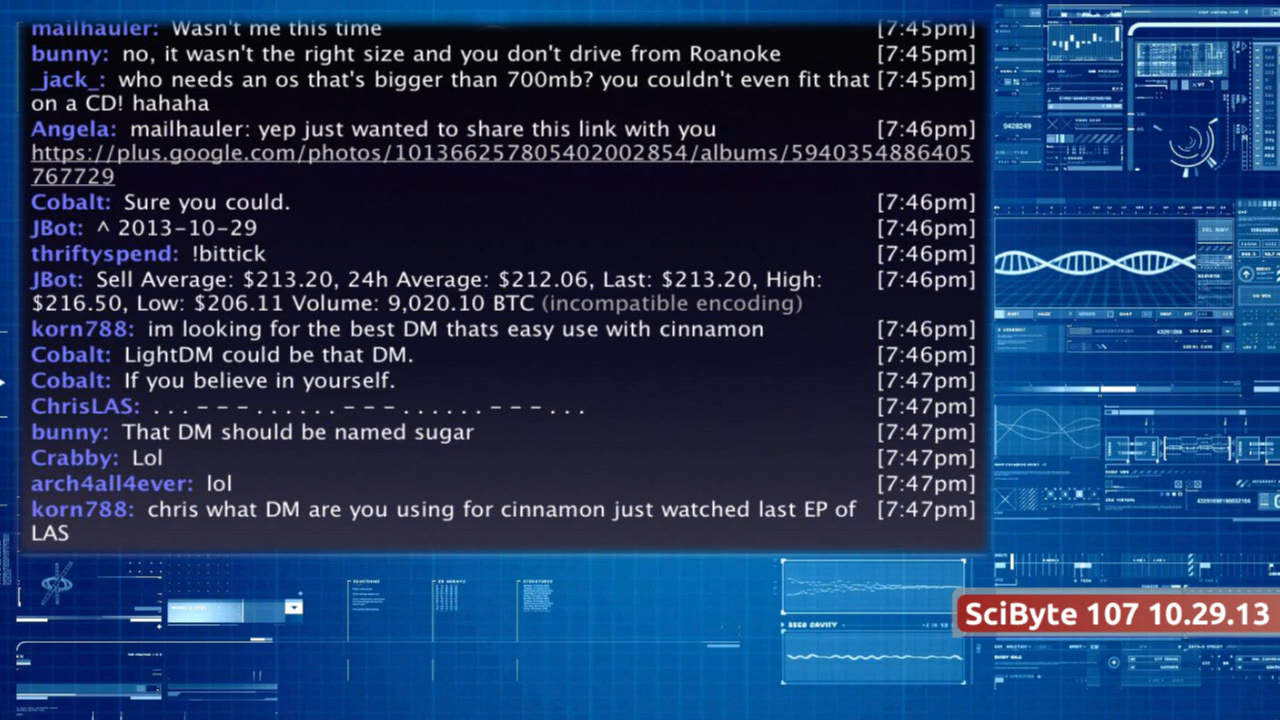 mailhauler: Wasn't me this time [7:45pm]
bunny: no, it wasn't the right size and you don't drive from Roanoke [7:45pm]
_jack_: who needs an os that's bigger than 700mb? you couldn't even fit that [7:45pm]
on a CD! hahaha
Angela: mailhauler: yep just wanted to share this link with you [7:46pm]
https://plus.google.com/photos/101366257805402002854/albums/5940354886405
767729
Cobalt: Sure you could. [7:46pm]
JBot: ^ 2013-10-29 [7:46pm]
thriftyspend: !bittick [7:46pm]
JBot: Sell Average: $213.20, 24h Average: $212.06, Last: $213.20, High: [7:46pm]
$216.50, Low: $206.11 Volume: 9,020.10 BTC (incompatible encoding)
korn788: im looking for the best DM thats easy use with cinnamon [7:46pm]
Cobalt: LightDM could be that DM. [7:46pm]
Cobalt: If you believe in yourself. [7:47pm]
ChrisLAS: . . . - - - . . . . . . - - - . . . . . . - - - . . . [7:47pm]
bunny: That DM should be named sugar [7:47pm]
Crabby: Lol [7:47pm]
arch4all4ever: lol [7:47pm]
korn788: chris what DM are you using for cinnamon just watched last EP of [7:47pm]
LAS
9428249
SciByte 107 10.29.13